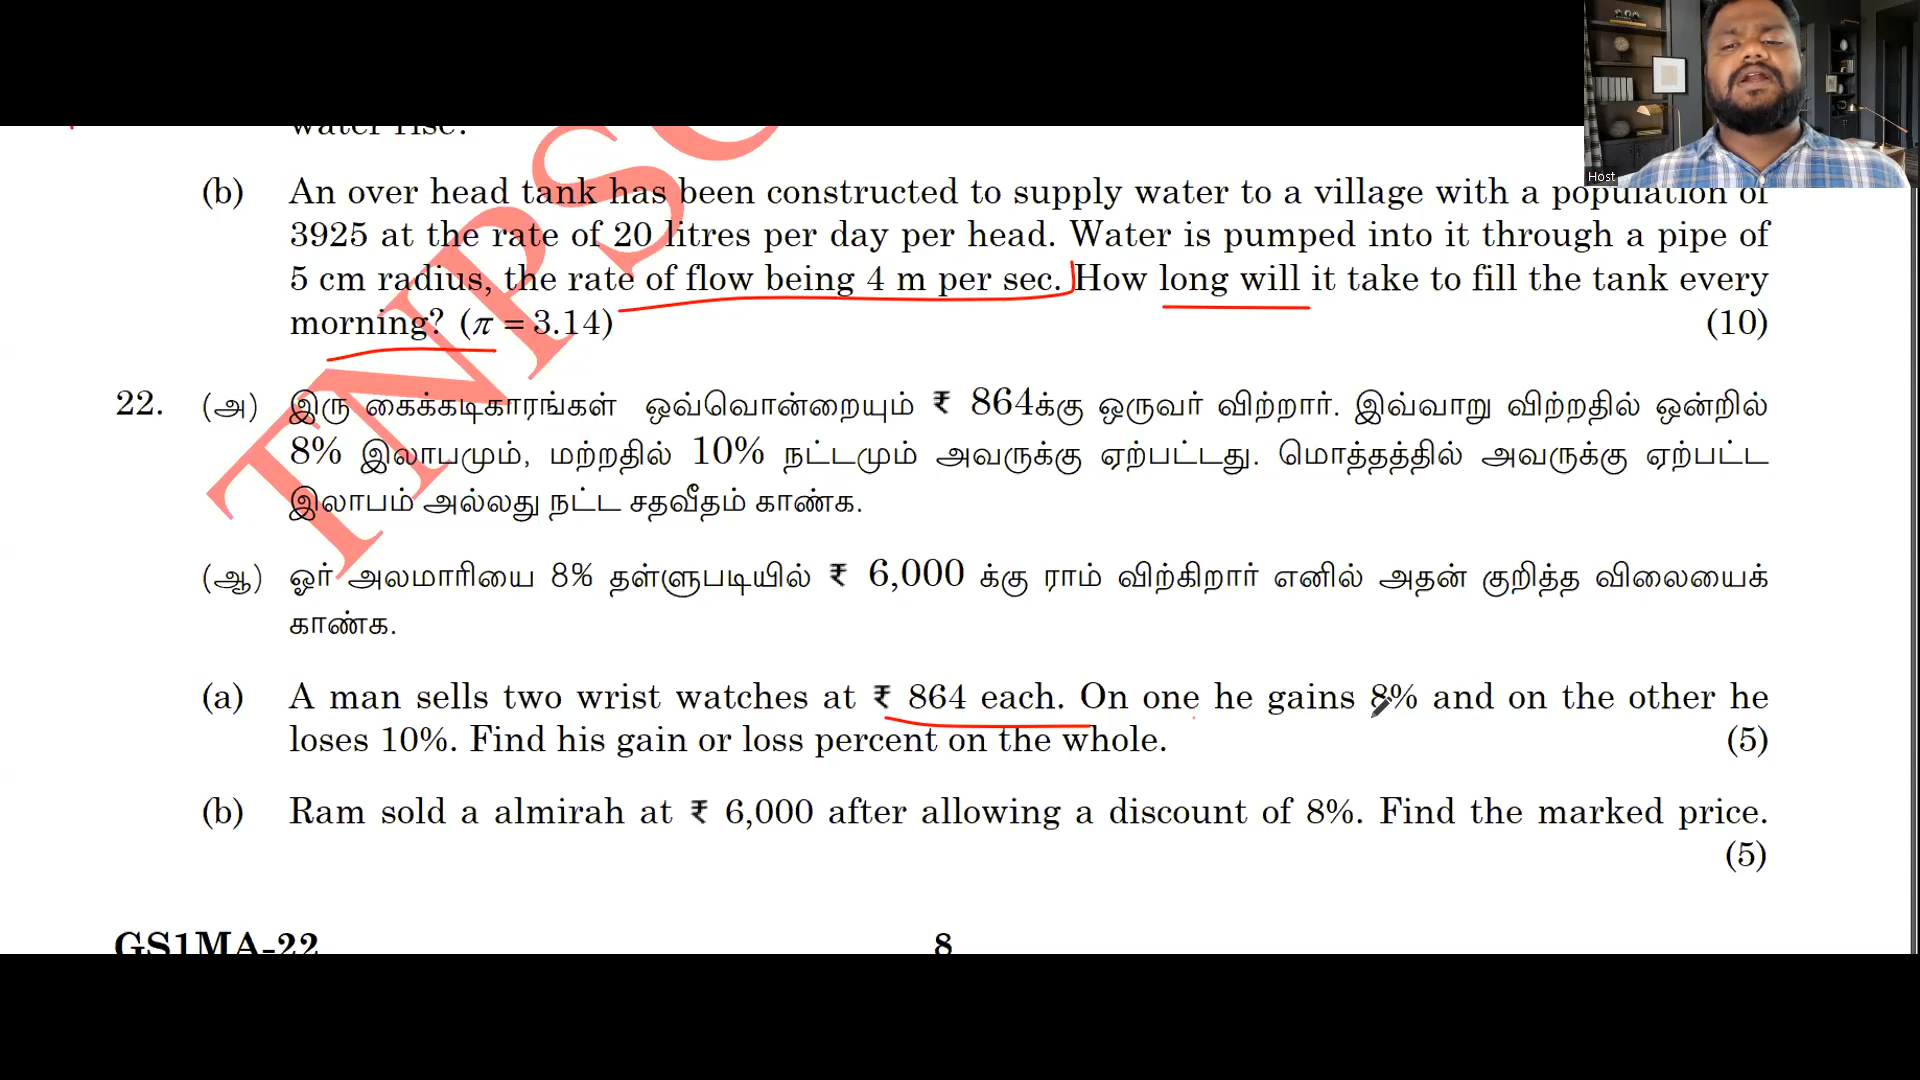 water rise?
Host
(b) An over head tank has been constructed to supply water to a village with a population of
3925 at the rate of 20 litres per day per head. Water is pumped into it through a pipe of
5 cm radius, the rate of flow being 4 m per sec. How long will it take to fill the tank every
morning? (π = 3.14) (10)
TNPSC
22. (அ) இரு கைக்கடிகாரங்கள் ஒவ்வொன்றையும் ₹ 864க்கு ஒருவர் விற்றார். இவ்வாறு விற்றதில் ஒன்றில்
8% இலாபமும், மற்றதில் 10% நட்டமும் அவருக்கு ஏற்பட்டது. மொத்தத்தில் அவருக்கு ஏற்பட்ட
இலாபம் அல்லது நட்ட சதவீதம் காண்க.
(ஆ) ஓர் அலமாரியை 8% தள்ளுபடியில் ₹ 6,000 க்கு ராம் விற்கிறார் எனில் அதன் குறித்த விலையைக்
காண்க.
(a) A man sells two wrist watches at ₹ 864 each. On one he gains 8% and on the other he
loses 10%. Find his gain or loss percent on the whole. (5)
(b) Ram sold a almirah at ₹ 6,000 after allowing a discount of 8%. Find the marked price.
(5)
GS1MA-22 8